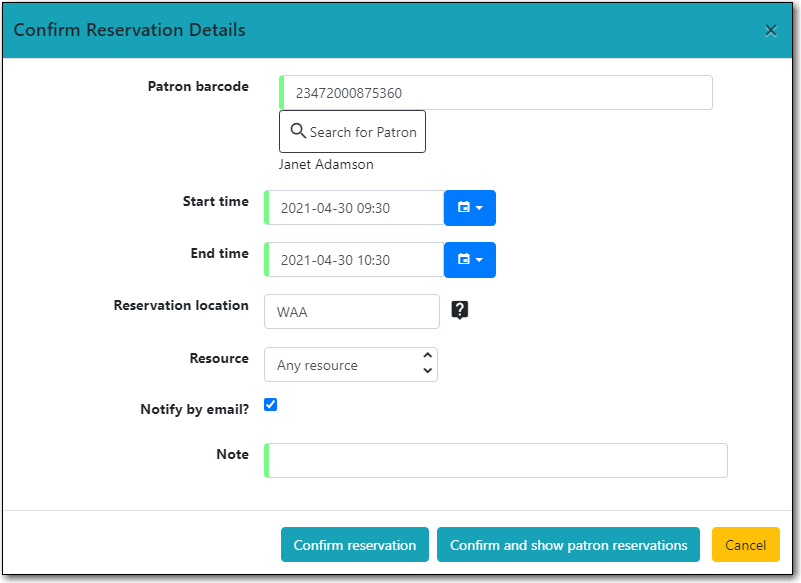 Confirm Reservation Details ×
Patron barcode 23472000875360
Search for Patron
Janet Adamson
Start time 2021-04-30 09:30
End time 2021-04-30 10:30
Reservation location WAA ?
Resource Any resource
Notify by email?
Note
Confirm reservation Confirm and show patron reservations Cancel